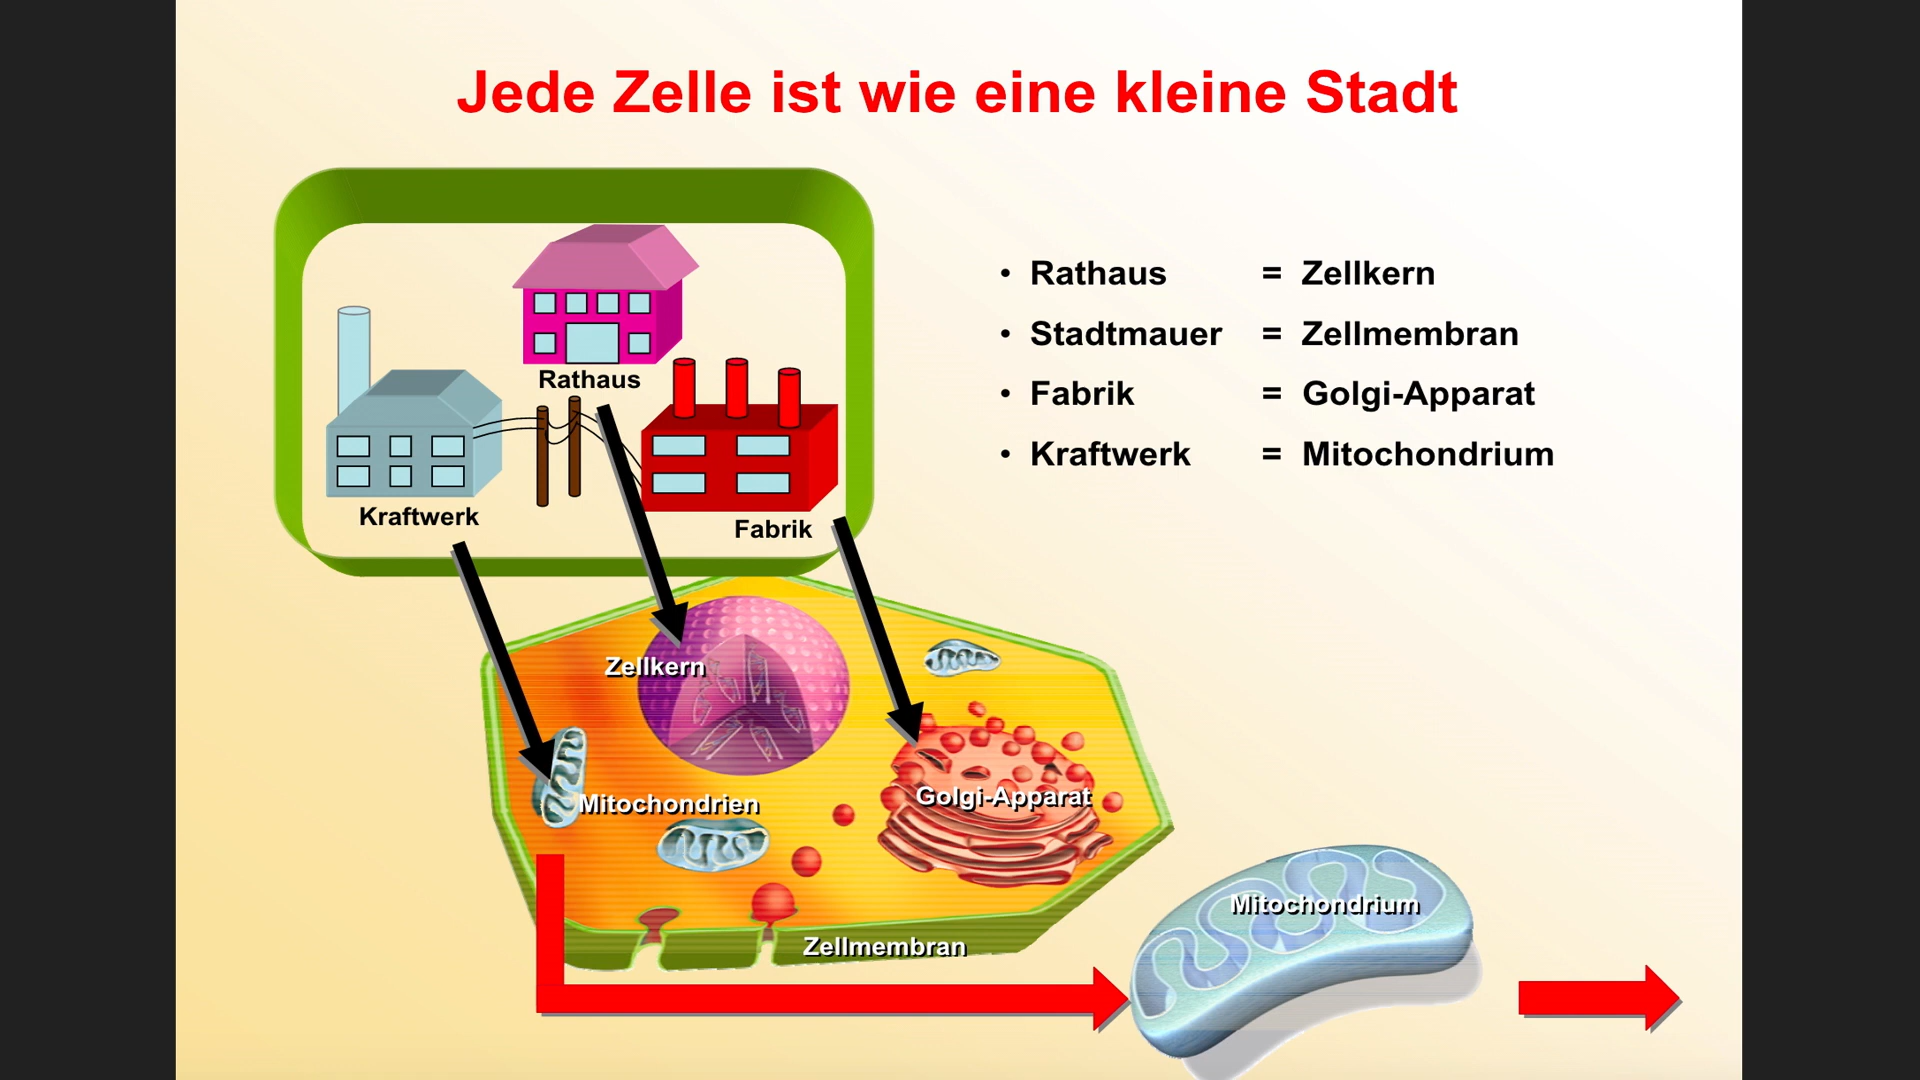 Jede Zelle ist wie eine kleine Stadt
Rathaus
Kraftwerk
Fabrik
• Rathaus = Zellkern
• Stadtmauer = Zellmembran
• Fabrik = Golgi-Apparat
• Kraftwerk = Mitochondrium
Zellkern
Mitochondrien
Golgi-Apparat
Zellmembran
Mitochondrium